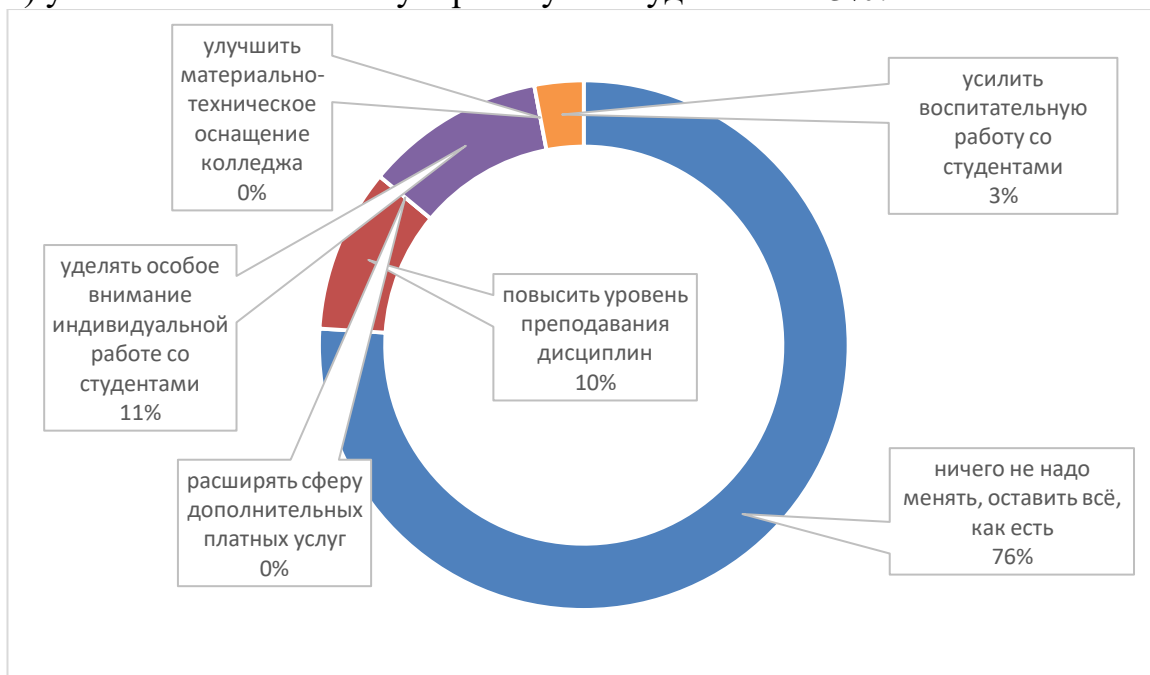 улучшить
материально-
техническое
оснащение
колледжа
0%
усилить
воспитательную
работу со
студентами
3%
уделять особое
внимание
индивидуальной
работе со
студентами
11%
повысить уровень
преподавания
дисциплин
10%
расширять сферу
дополнительных
платных услуг
0%
ничего не надо
менять, оставить всё,
как есть
76%